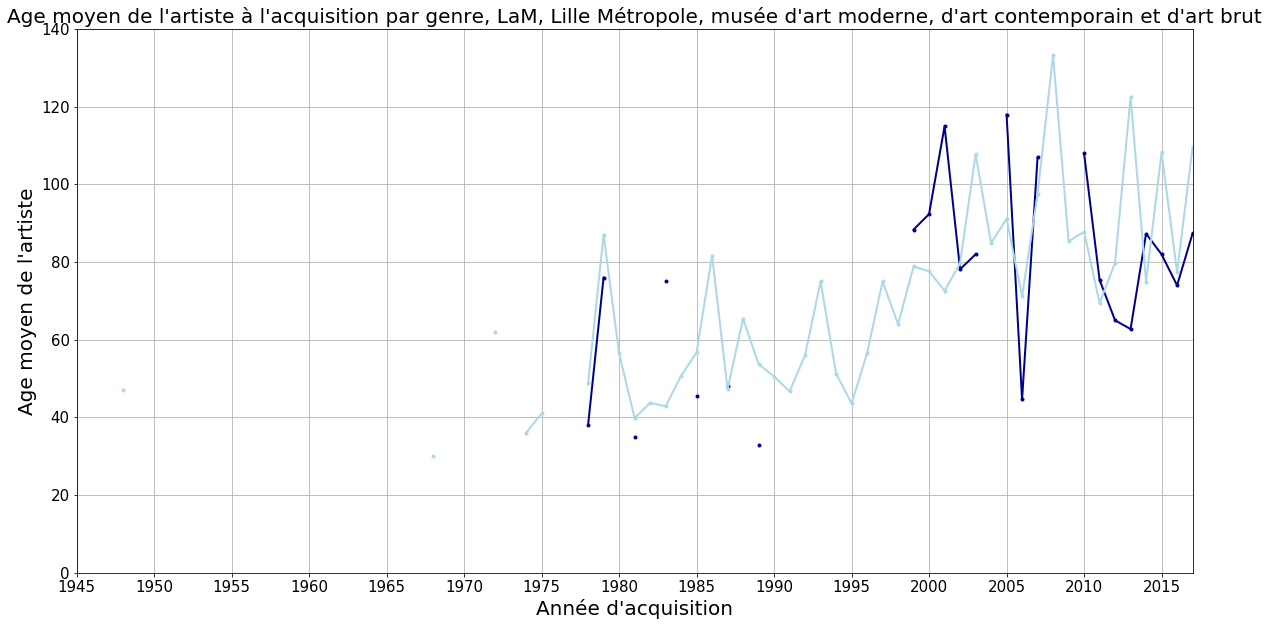 Age moyen de l'artiste à l'acquisition par genre, LaM, Lille Métropole, musée d'art moderne, d'art contemporain et d'art brut
140
120
100
80
60
40
20
0
Age moyen de l'artiste
1945 1950 1955 1960 1965 1970 1975 1980 1985 1990 1995 2000 2005 2010 2015
Année d'acquisition